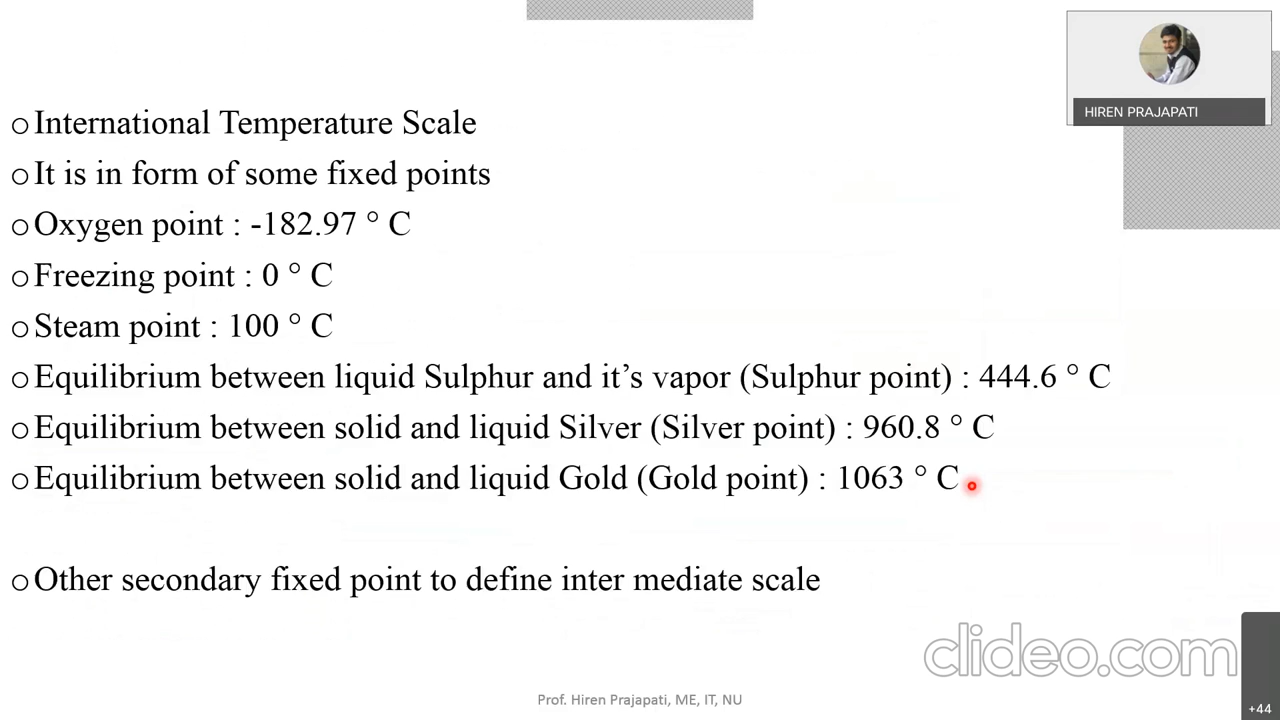 HIREN PRAJAPATI
○International Temperature Scale
○It is in form of some fixed points
○Oxygen point : -182.97 ° C
○Freezing point : 0 ° C
○Steam point : 100 ° C
○Equilibrium between liquid Sulphur and it’s vapor (Sulphur point) : 444.6 ° C
○Equilibrium between solid and liquid Silver (Silver point) : 960.8 ° C
○Equilibrium between solid and liquid Gold (Gold point) : 1063 ° C
○Other secondary fixed point to define inter mediate scale
clideo.com
Prof. Hiren Prajapati, ME, IT, NU
+44